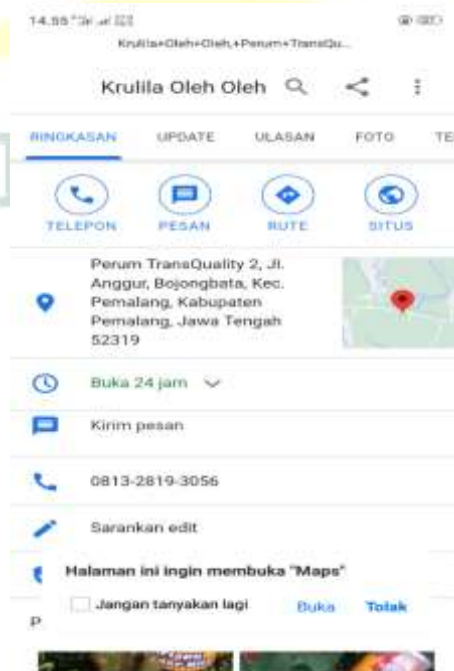 14.55
Krulila+Oleh+Oleh,+Perum+TransQu...
Krulila Oleh Oleh
RINGKASAN UPDATE ULASAN FOTO TE
TELEPON PESAN RUTE SITUS
Perum TransQuality 2, Jl.
Anggur, Bojongbata, Kec.
Pemalang, Kabupaten
Pemalang, Jawa Tengah
52319
Buka 24 jam
Kirim pesan
0813-2819-3056
Sarankan edit
Halaman ini ingin membuka "Maps"
Jangan tanyakan lagi Buka Tolak
P